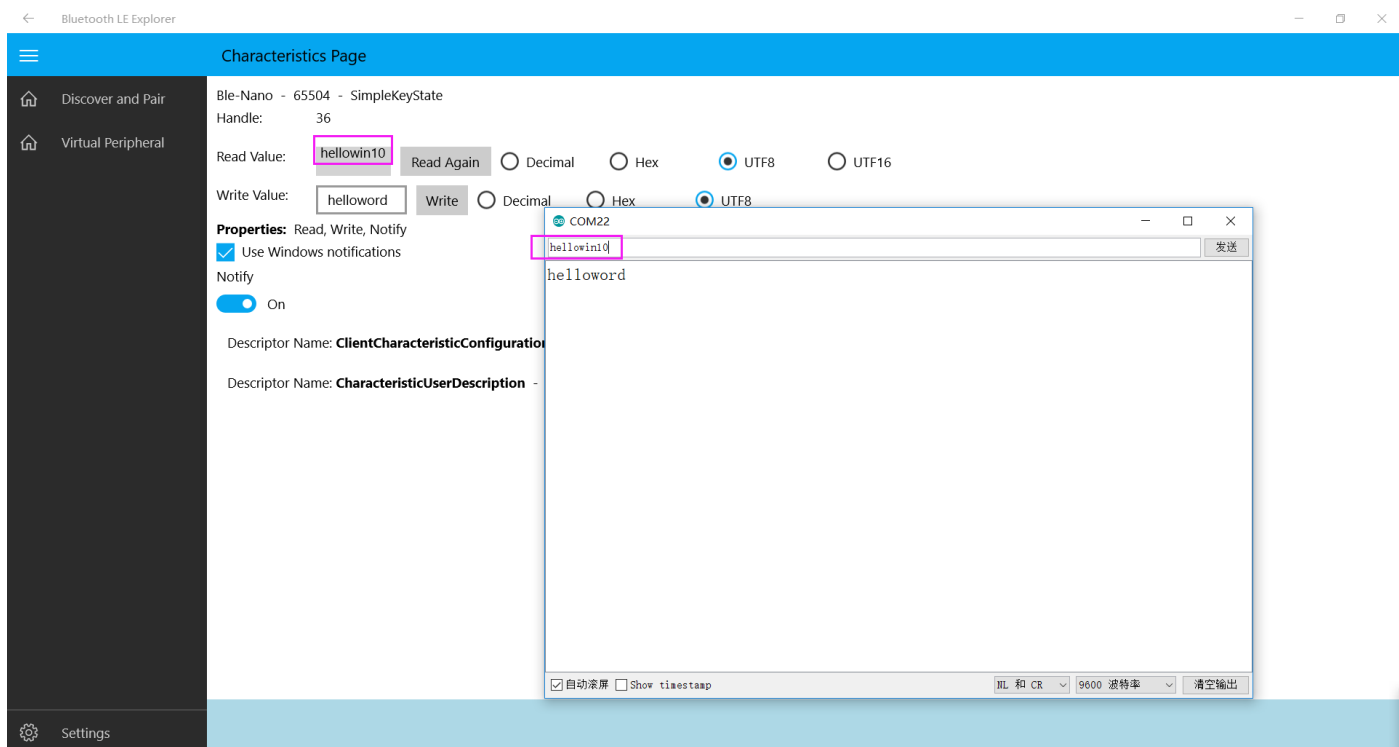 Bluetooth LE Explorer
Characteristics Page
Discover and Pair
Virtual Peripheral
Ble-Nano - 65504 - SimpleKeyState
Handle: 36
Read Value: hellowin10 Read Again Decimal Hex UTF8 UTF16
Write Value: helloword Write Decimal Hex UTF8
Properties: Read, Write, Notify
Use Windows notifications
Notify
On
Descriptor Name: ClientCharacteristicConfiguration
Descriptor Name: CharacteristicUserDescription -
COM22
hellowin10 发送
helloword
自动滚屏 Show timestamp NL 和 CR 9600 波特率 清空输出
Settings